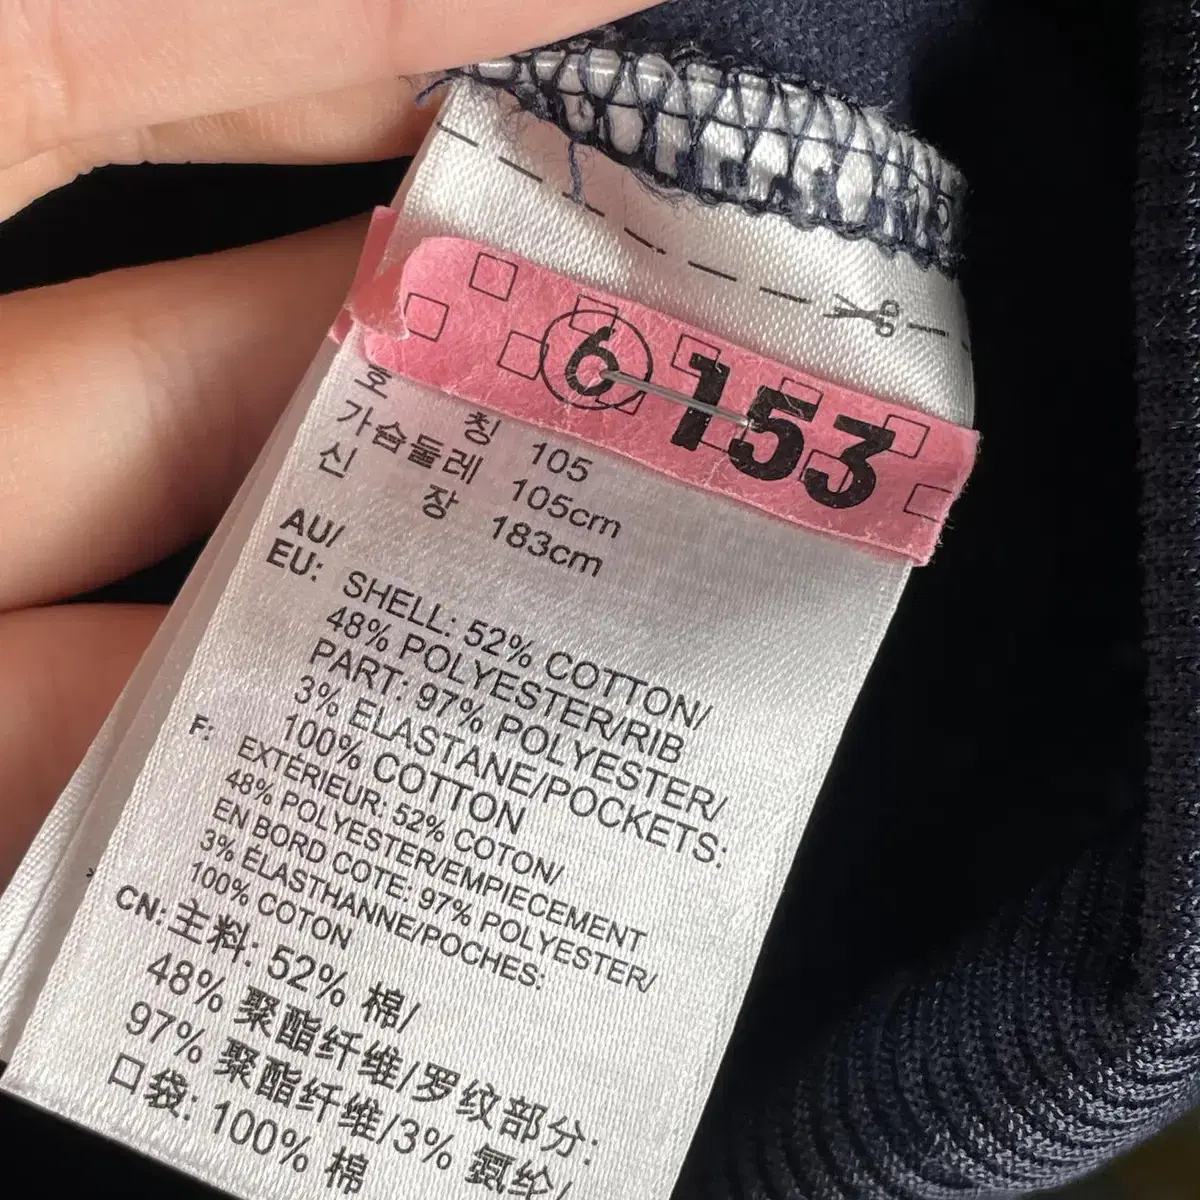 6 153
호 칭 105
가슴둘레 105cm
신 장 183cm
AU/
EU: SHELL: 52% COTTON/
48% POLYESTER/RIB
PART: 97% POLYESTER/
3% ELASTANE/POCKETS:
100% COTTON
F: EXTÉRIEUR: 52% COTON/
48% POLYESTER/EMPIECEMENT
EN BORD COTE: 97% POLYESTER/
3% ÉLASTHANNE/POCHES:
100% COTON
CN: 主料: 52% 棉/
48% 聚酯纤维/罗纹部分:
97% 聚酯纤维/3% 氨纶/
口袋: 100% 棉